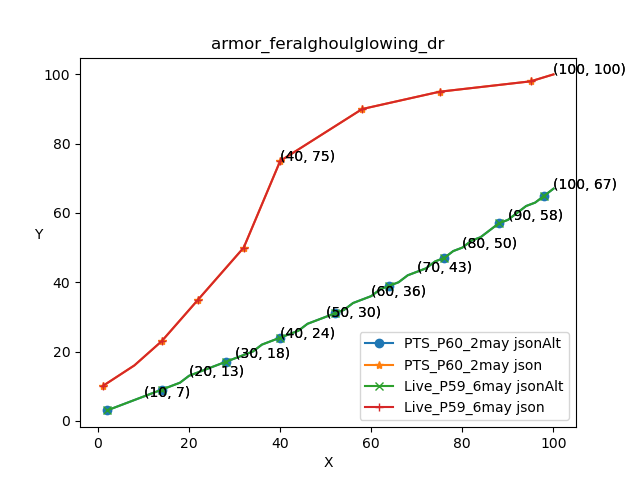 armor_feralghoulglowing_dr
100
80
60
40
20
0
Y
(100, 100)
(40, 75)
(100, 67)
(90, 58)
(80, 50)
(70, 43)
(60, 36)
(50, 30)
(40, 24)
(30, 18)
(20, 13)
(10, 7)
PTS_P60_2may jsonAlt
PTS_P60_2may json
Live_P59_6may jsonAlt
Live_P59_6may json
0 20 40 60 80 100
X